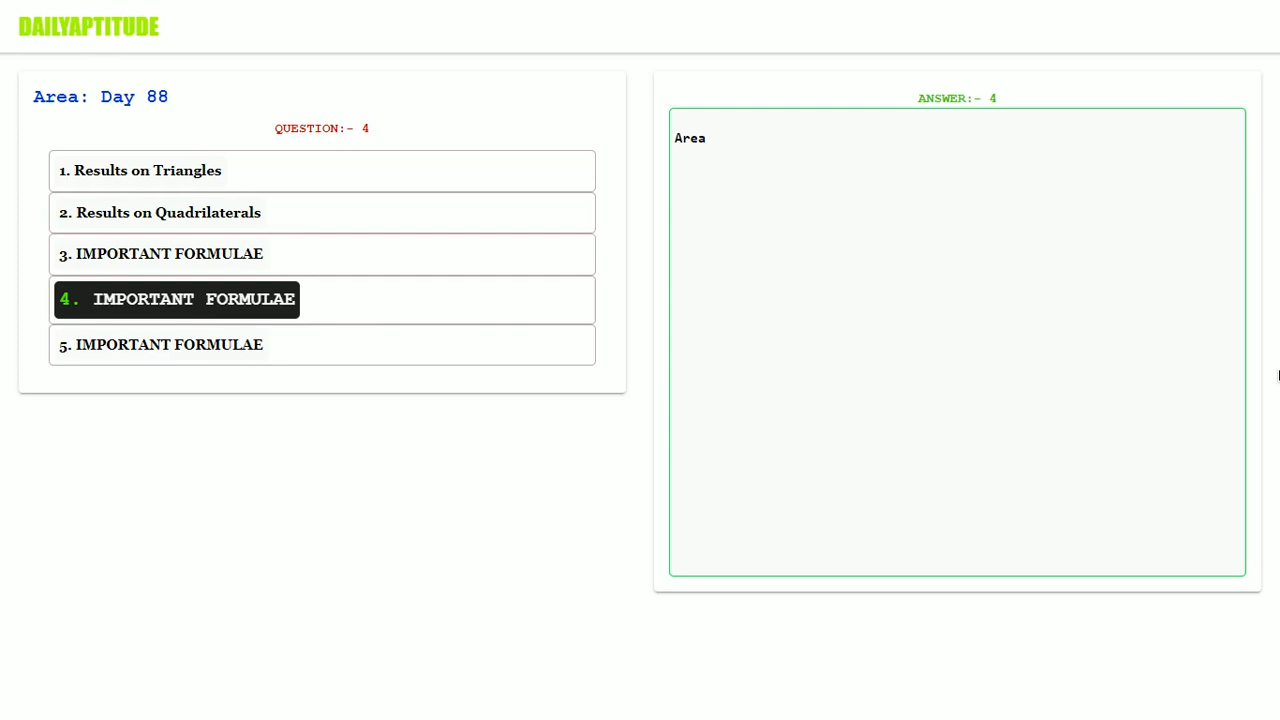 DAILYAPTITUDE
Area: Day 88
QUESTION:- 4
1. Results on Triangles
2. Results on Quadrilaterals
3. IMPORTANT FORMULAE
4. IMPORTANT FORMULAE
5. IMPORTANT FORMULAE
ANSWER:- 4
Area